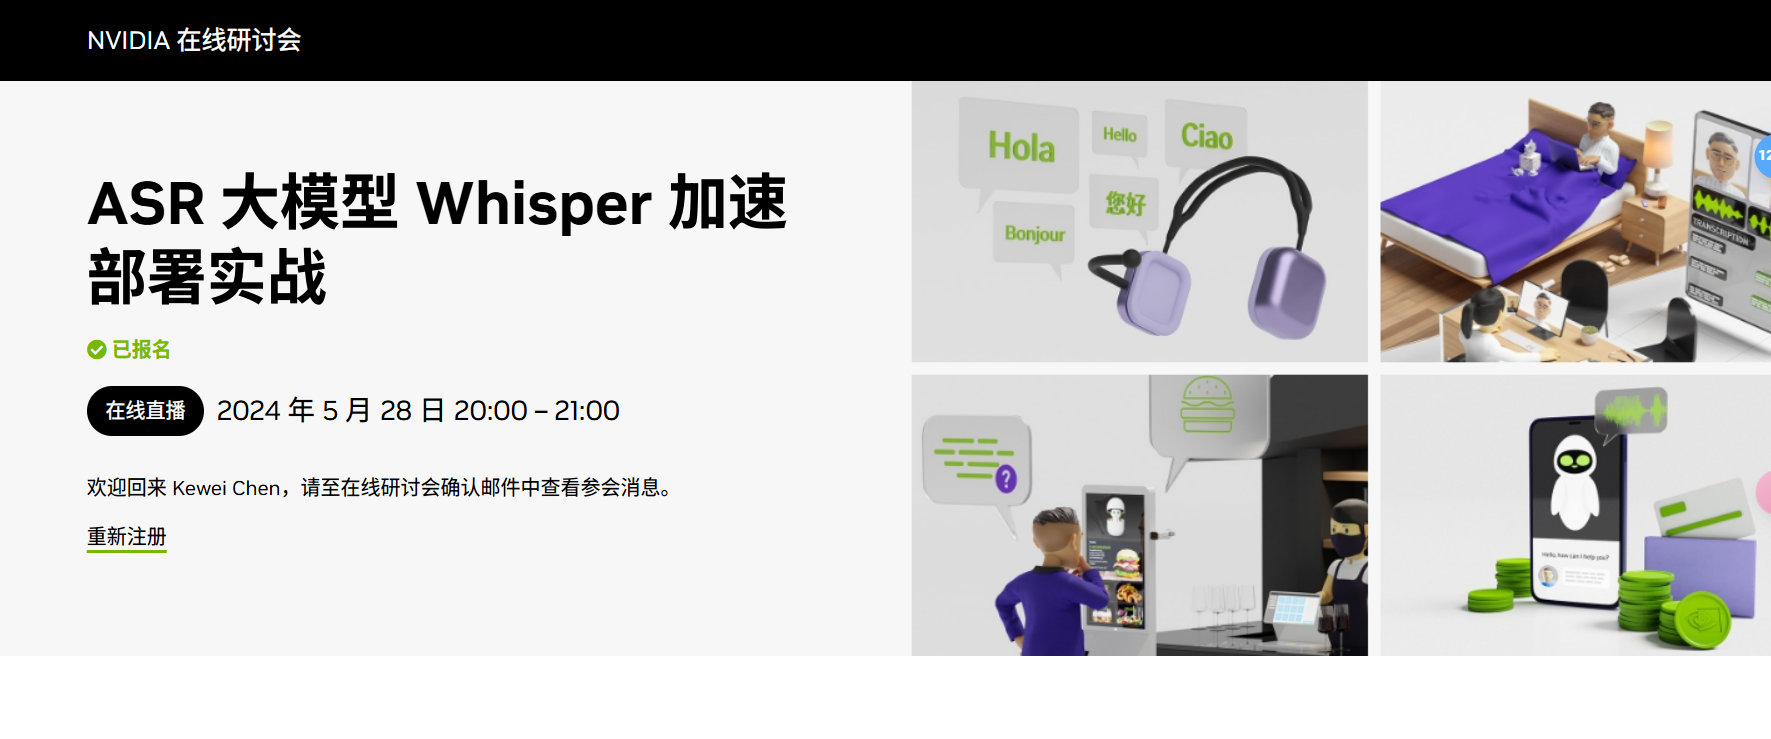 NVIDIA 在线研讨会
ASR 大模型 Whisper 加速
部署实战
已报名
在线直播 2024 年 5 月 28 日 20:00 – 21:00
欢迎回来 Kewei Chen，请至在线研讨会确认邮件中查看参会消息。
重新注册
Hola
Hello
Ciao
您好
Bonjour
12
TRANSCRIPTION
?
Hello, how can I help you?